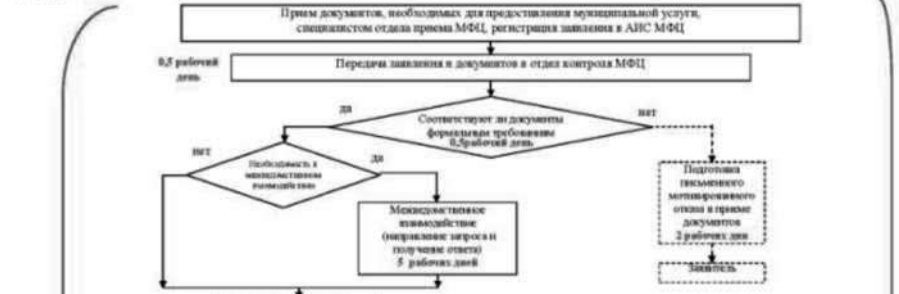 Прием документов, необходимых для предоставления муниципальной услуги,
специалистом отдела приема МФЦ, регистрация заявления в АИС МФЦ
0,5 рабочий
день
Передача заявления и документов в отдел контроля МФЦ
да
нет
Соответствуют ли документы
формальным требованиям
0,5рабочий день
нет
да
Необходимость в
межведомственном
взаимодействии
Подготовка
письменного
мотивированного
отказа в приеме
документов
2 рабочих дня
Межведомственное
взаимодействие
(направление запроса и
получение ответа)
5 рабочих дней
Заявитель